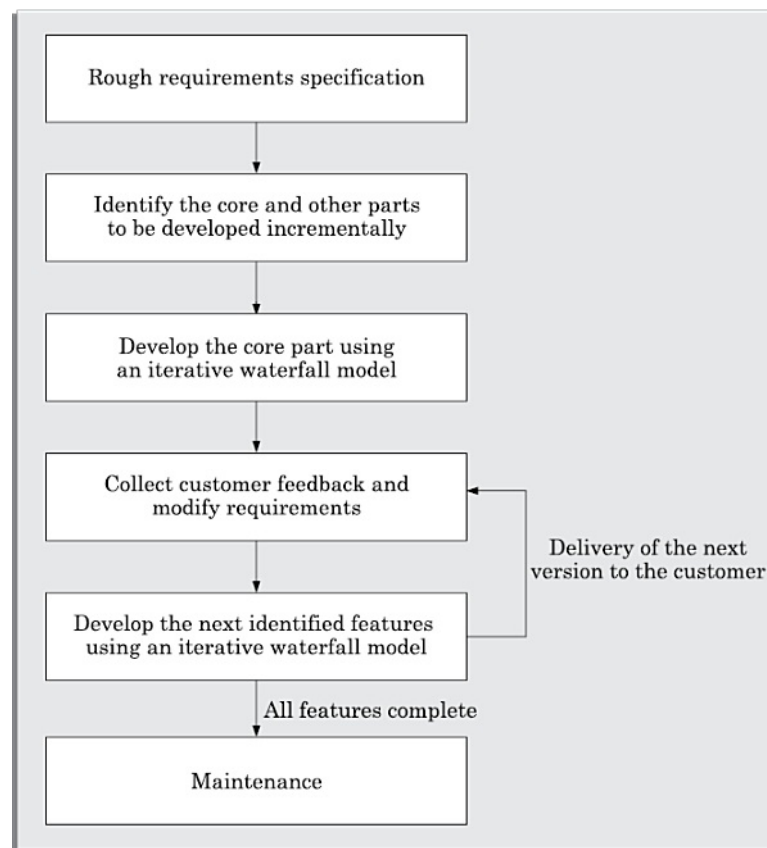 Rough requirements specification
Identify the core and other parts
to be developed incrementally
Develop the core part using
an iterative waterfall model
Collect customer feedback and
modify requirements
Delivery of the next
version to the customer
Develop the next identified features
using an iterative waterfall model
All features complete
Maintenance